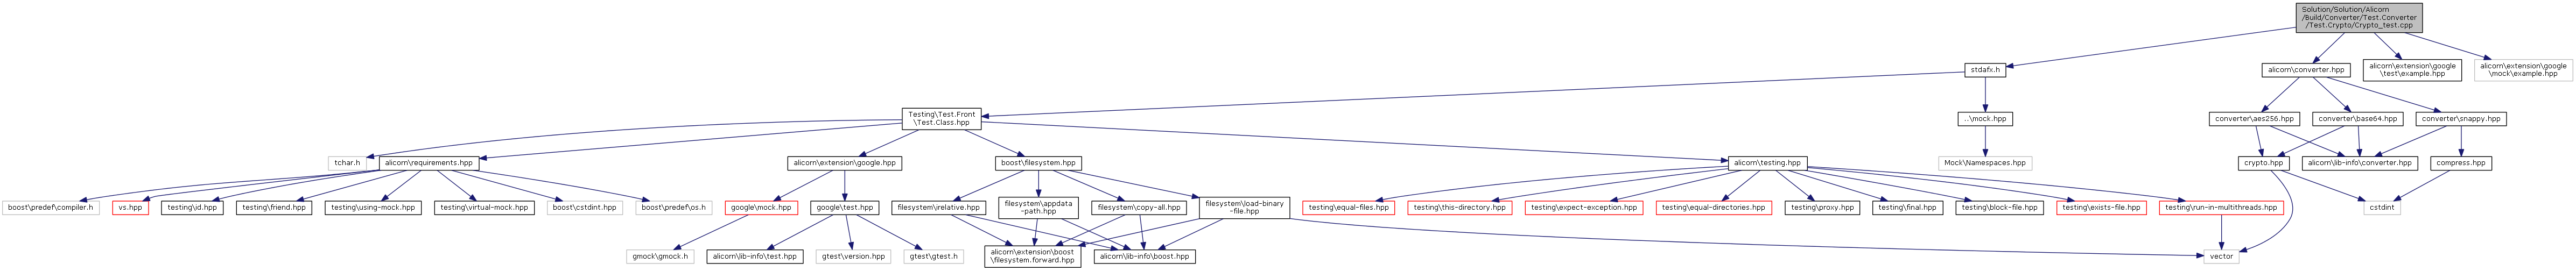 Solution/Solution/Alicorn
/Build/Converter/Test.Converter
/Test.Crypto/Crypto_test.cpp
stdafx.h
alicorn\converter.hpp
alicorn\extension\google
test\example.hpp
alicorn\extension\google
\mock\example.hpp
Testing\Test.Front
\Test.Class.hpp
..\mock.hpp
converter\aes256.hpp
converter\base64.hpp
converter\snappy.hpp
tchar.h
alicorn\requirements.hpp
alicorn\extension\google.hpp
boost\filesystem.hpp
alicorn\testing.hpp
Mock\Namespaces.hpp
crypto.hpp
alicorn\lib-info\converter.hpp
compress.hpp
boost\predef\compiler.h
vs.hpp
testing\id.hpp
testing\friend.hpp
testing\using-mock.hpp
testing\virtual-mock.hpp
boost\cstdint.hpp
boost\predef\os.h
google\mock.hpp
google\test.hpp
filesystem\relative.hpp
filesystem\appdata
-path.hpp
filesystem\copy-all.hpp
filesystem\load-binary
-file.hpp
testing\equal-files.hpp
testing\this-directory.hpp
testing\expect-exception.hpp
testing\equal-directories.hpp
testing\proxy.hpp
testing\final.hpp
testing\block-file.hpp
testing\exists-file.hpp
testing\run-in-multithreads.hpp
cstdint
gmock\gmock.h
alicorn\lib-info\test.hpp
gtest\version.hpp
gtest\gtest.h
alicorn\extension\boost
\filesystem.forward.hpp
alicorn\lib-info\boost.hpp
vector